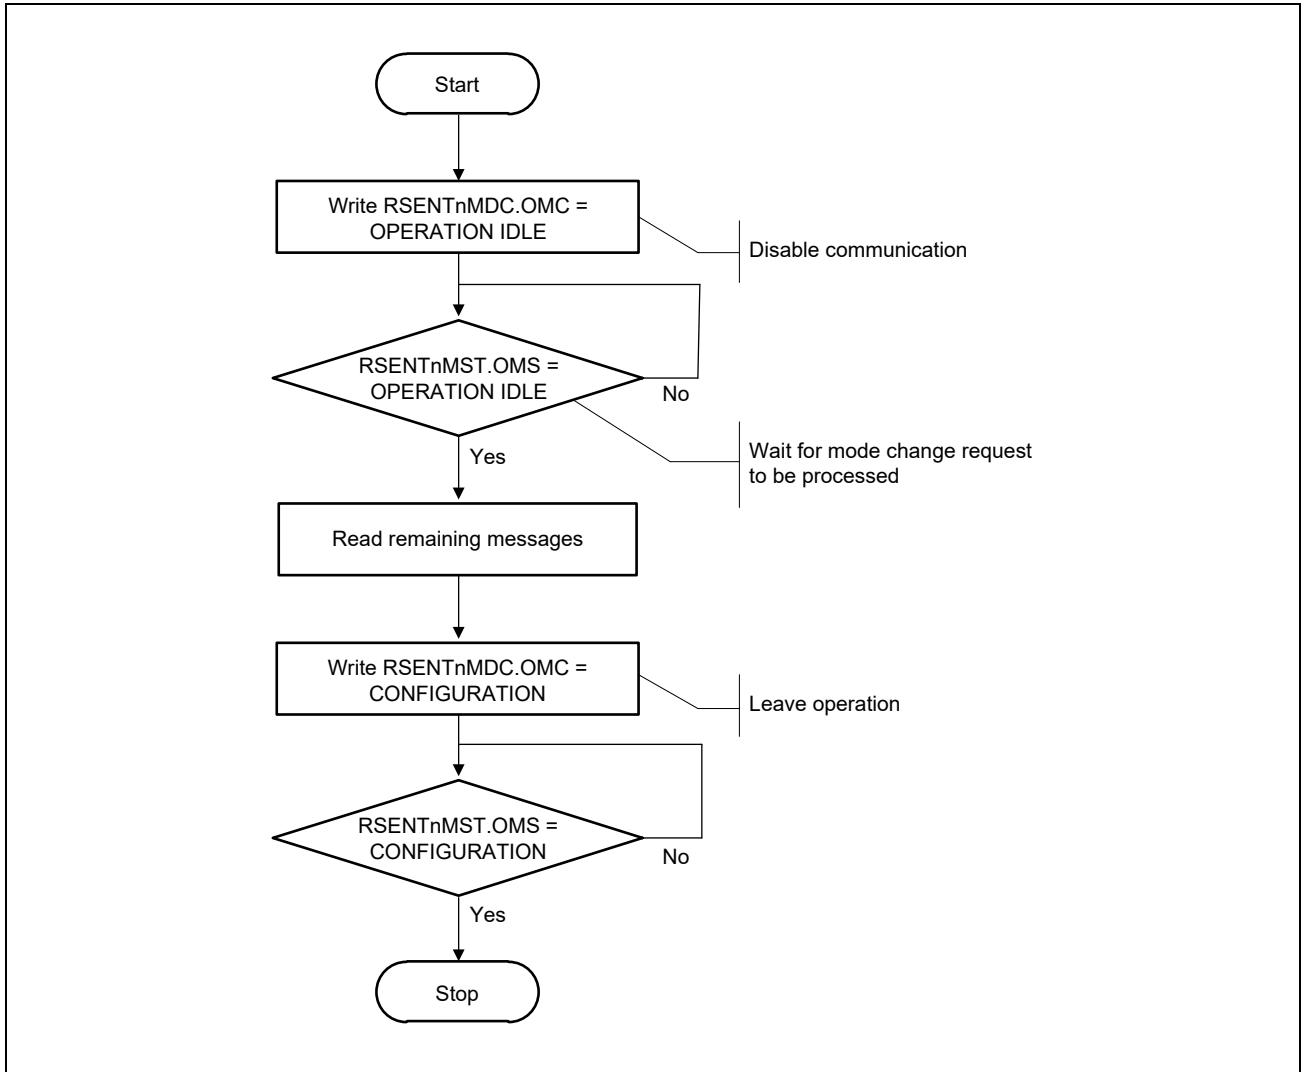 Start
Write RSENTnMDC.OMC =
OPERATION IDLE
Disable communication
RSENTnMST.OMS =
OPERATION IDLE
No
Wait for mode change request
to be processed
Yes
Read remaining messages
Write RSENTnMDC.OMC =
CONFIGURATION
Leave operation
RSENTnMST.OMS =
CONFIGURATION
No
Yes
Stop